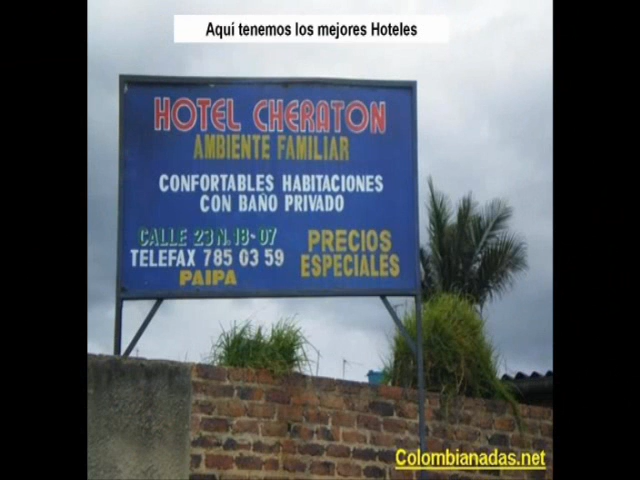 Aquí tenemos los mejores Hoteles
HOTEL CHERATON
AMBIENTE FAMILIAR
CONFORTABLES HABITACIONES
CON BAÑO PRIVADO
CALLE 23 N. 18-07
TELEFAX 785 03 59
PAIPA
PRECIOS
ESPECIALES
Colombianadas.net